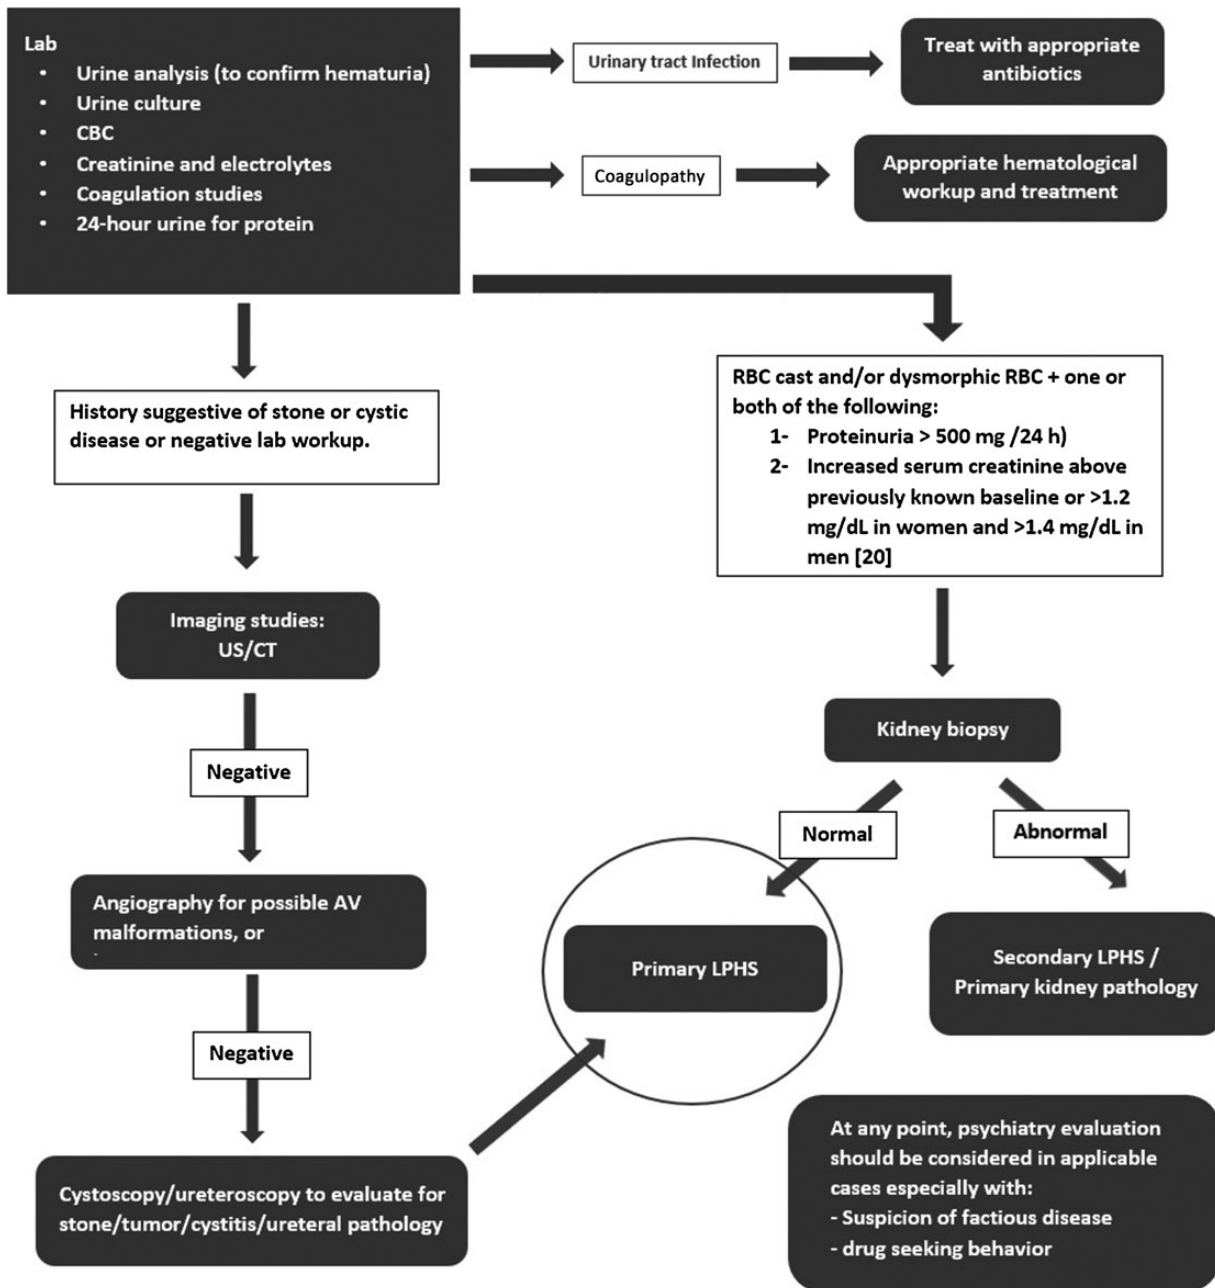 Lab
• Urine analysis (to confirm hematuria)
• Urine culture
• CBC
• Creatinine and electrolytes
• Coagulation studies
• 24-hour urine for protein
Urinary tract Infection
Treat with appropriate
antibiotics
Coagulopathy
Appropriate hematological
workup and treatment
History suggestive of stone or cystic
disease or negative lab workup.
RBC cast and/or dysmorphic RBC + one or
both of the following:
1- Proteinuria > 500 mg /24 h)
2- Increased serum creatinine above
previously known baseline or >1.2
mg/dL in women and >1.4 mg/dL in
men [20]
Imaging studies:
US/CT
Negative
Angiography for possible AV
malformations, or
Negative
Cystoscopy/ureteroscopy to evaluate for
stone/tumor/cystitis/ureteral pathology
Kidney biopsy
Normal
Abnormal
Primary LPHS
Secondary LPHS /
Primary kidney pathology
At any point, psychiatry evaluation
should be considered in applicable
cases especially with:
- Suspicion of factious disease
- drug seeking behavior